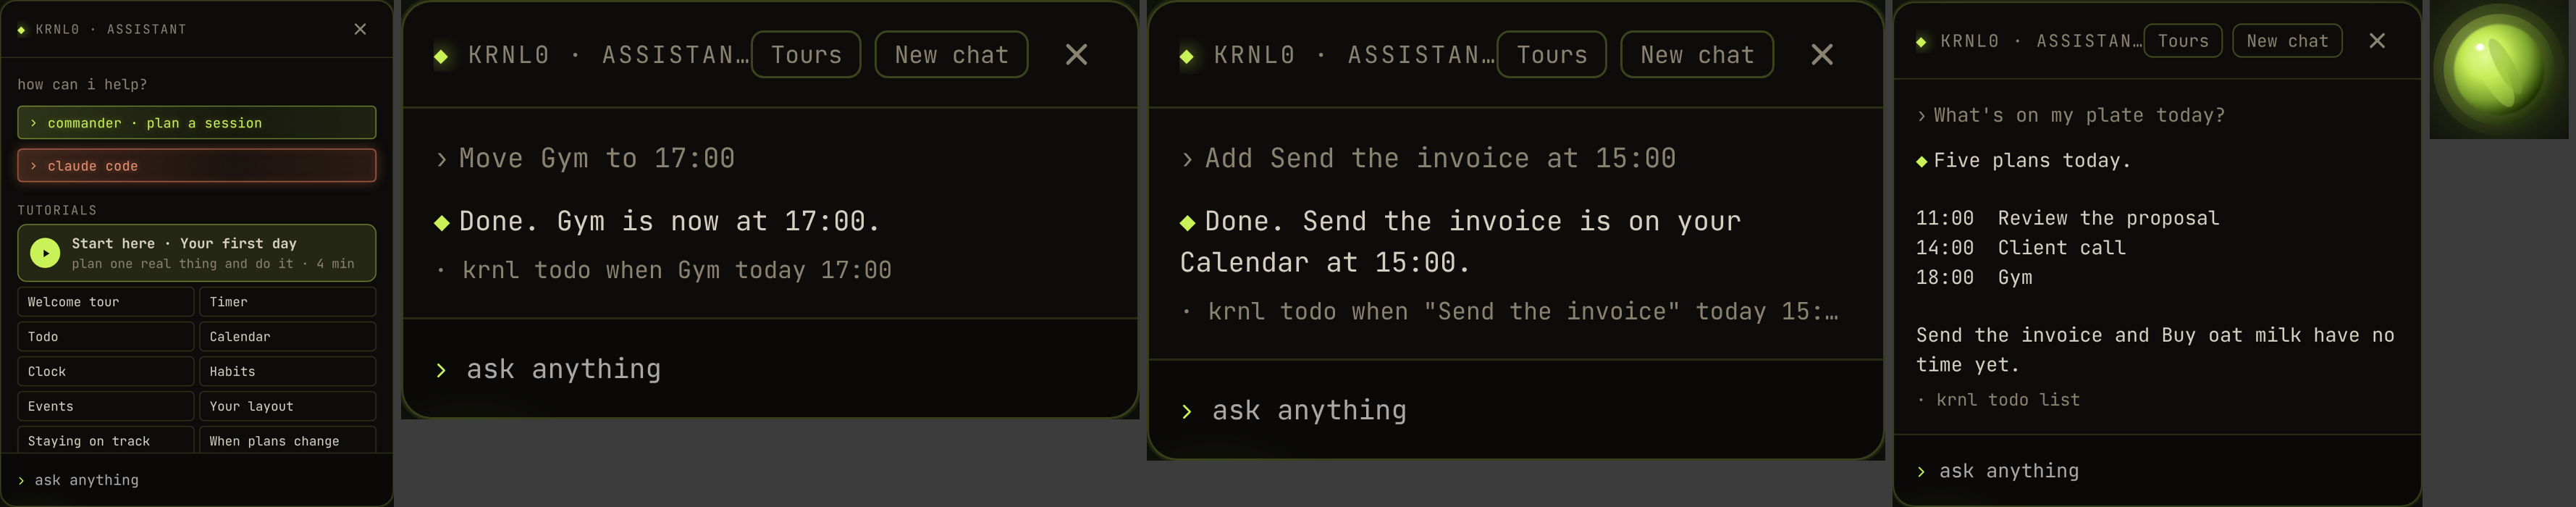 KRNL0 · ASSISTANT
how can i help?
› commander · plan a session
› claude code
TUTORIALS
Start here · Your first day
plan one real thing and do it · 4 min
Welcome tour
Timer
Todo
Calendar
Clock
Habits
Events
Your layout
Staying on track
When plans change
› ask anything
KRNL0 · ASSISTAN… Tours New chat
› Move Gym to 17:00
Done. Gym is now at 17:00.
· krnl todo when Gym today 17:00
› ask anything
KRNL0 · ASSISTAN… Tours New chat
› Add Send the invoice at 15:00
Done. Send the invoice is on your
Calendar at 15:00.
· krnl todo when "Send the invoice" today 15:…
› ask anything
KRNL0 · ASSISTAN… Tours New chat
› What's on my plate today?
Five plans today.
11:00 Review the proposal
14:00 Client call
18:00 Gym
Send the invoice and Buy oat milk have no
time yet.
· krnl todo list
› ask anything